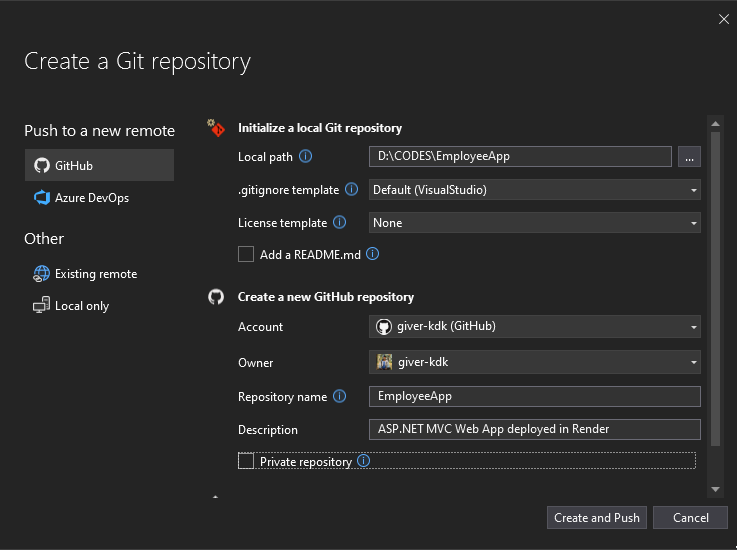 Create a Git repository
Push to a new remote
GitHub
Azure DevOps
Other
Existing remote
Local only
Initialize a local Git repository
Local path
D:\CODES\EmployeeApp
...
.gitignore template
Default (VisualStudio)
License template
None
Add a README.md
Create a new GitHub repository
Account
giver-kdk (GitHub)
Owner
giver-kdk
Repository name
EmployeeApp
Description
ASP.NET MVC Web App deployed in Render
Private repository
Create and Push
Cancel